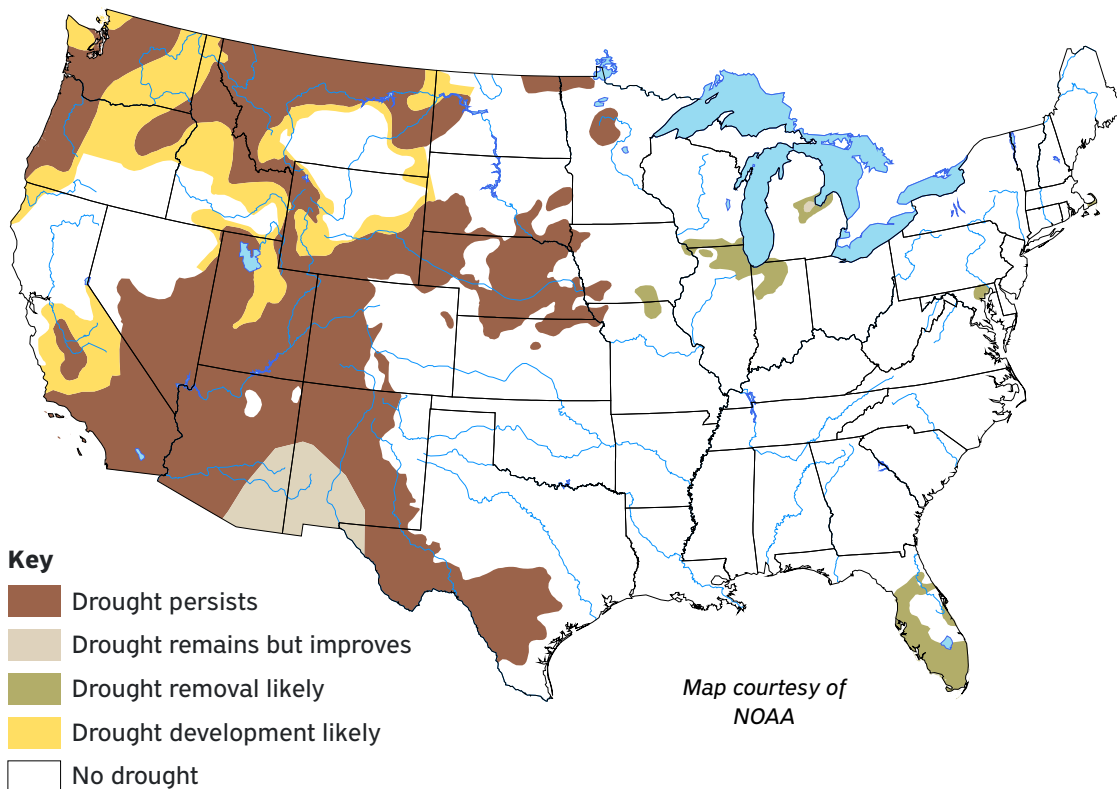 Key
Drought persists
Drought remains but improves
Drought removal likely
Drought development likely
No drought
Map courtesy of
NOAA